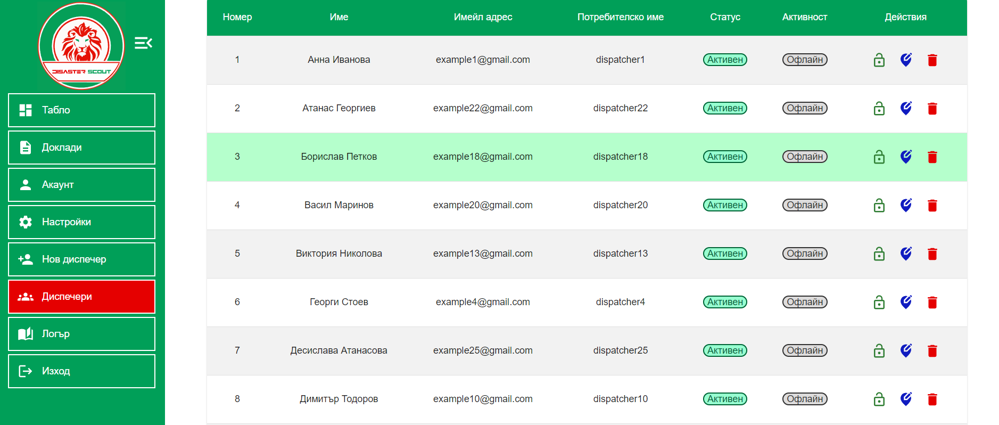 DISASTER SCOUT
Табло
Доклади
Акаунт
Настройки
Нов диспечер
Диспечери
Логър
Изход
Номер Име Имейл адрес Потребителско име Статус Активност Действия
1 Анна Иванова example1@gmail.com dispatcher1 Активен Офлайн
2 Атанас Георгиев example22@gmail.com dispatcher22 Активен Офлайн
3 Борислав Петков example18@gmail.com dispatcher18 Активен Офлайн
4 Васил Маринов example20@gmail.com dispatcher20 Активен Офлайн
5 Виктория Николова example13@gmail.com dispatcher13 Активен Офлайн
6 Георги Стоев example4@gmail.com dispatcher4 Активен Офлайн
7 Десислава Атанасова example25@gmail.com dispatcher25 Активен Офлайн
8 Димитър Тодоров example10@gmail.com dispatcher10 Активен Офлайн